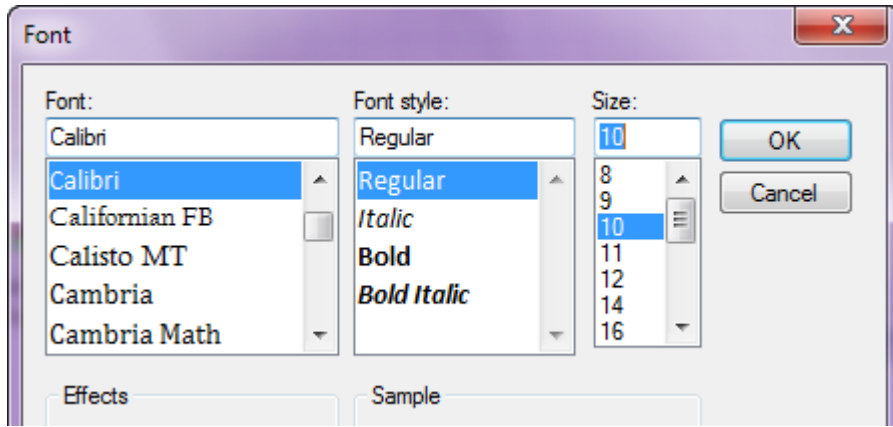 Font
X
Font:
Font style:
Size:
Calibri
Regular
10
OK
Calibri
Californian FB
Calisto MT
Cambria
Cambria Math
Regular
Italic
Bold
Bold Italic
8
9
10
11
12
14
16
Cancel
Effects
Sample